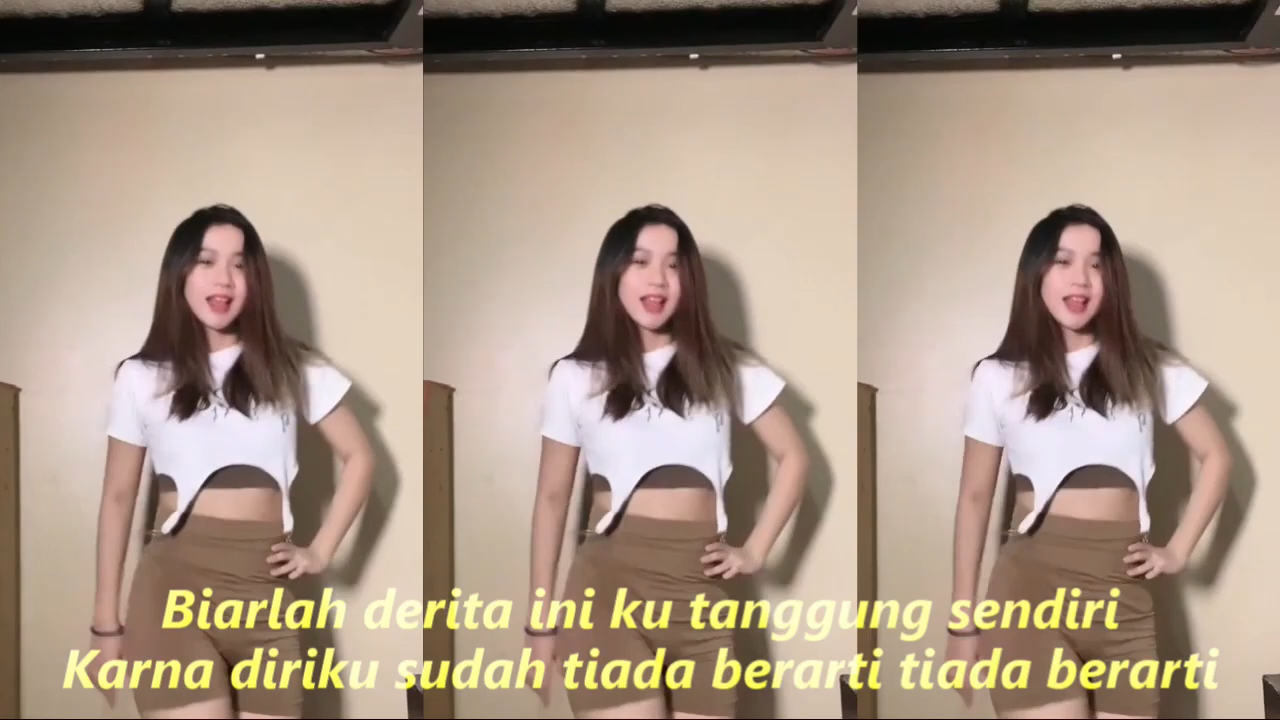 Biarlah derita ini ku tanggung sendiri
Karna diriku sudah tiada berarti tiada berarti